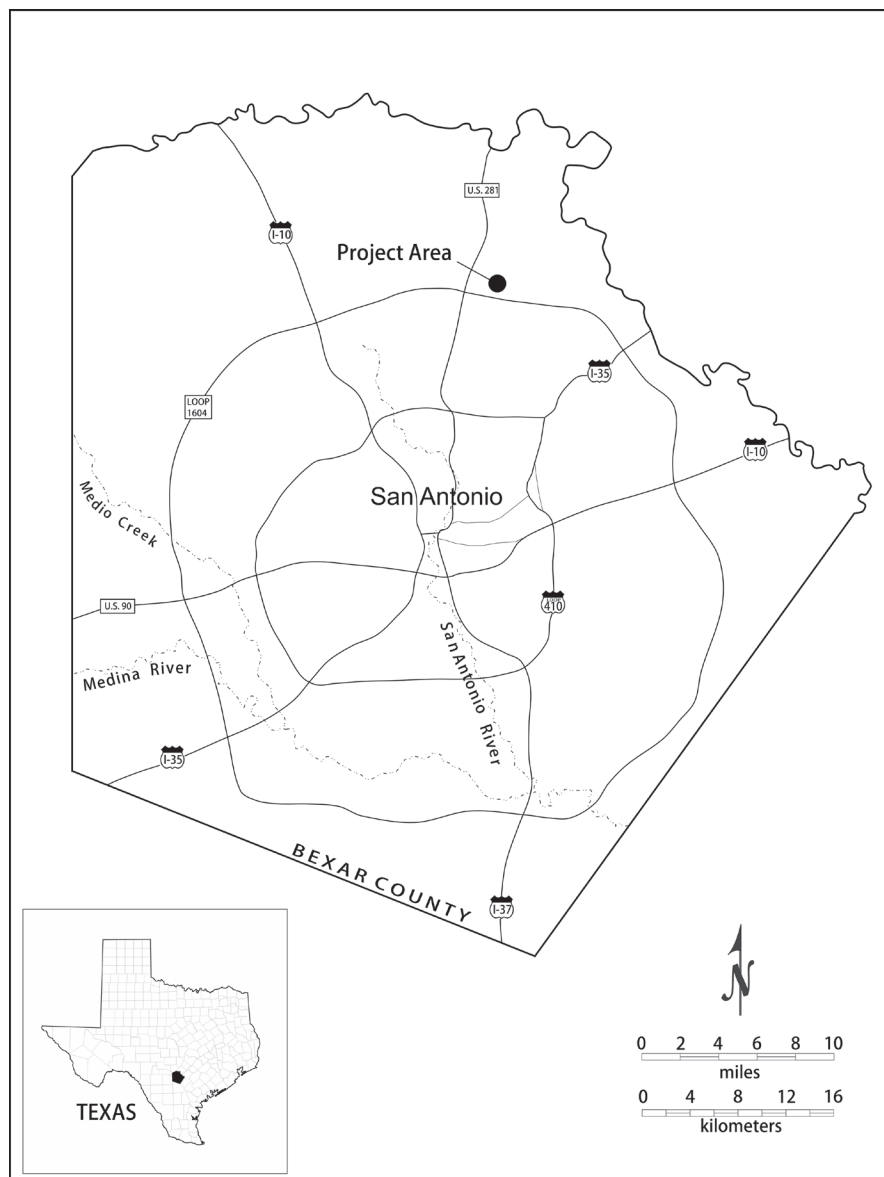 U.S. 281
I-10
Project Area
I-35
LOOP
1604
I-10
San Antonio
Medio Creek
U.S. 90
410
San Antonio River
Medina River
I-35
BEXAR COUNTY
I-37
N
0 2 4 6 8 10
miles
0 4 8 12 16
kilometers
TEXAS